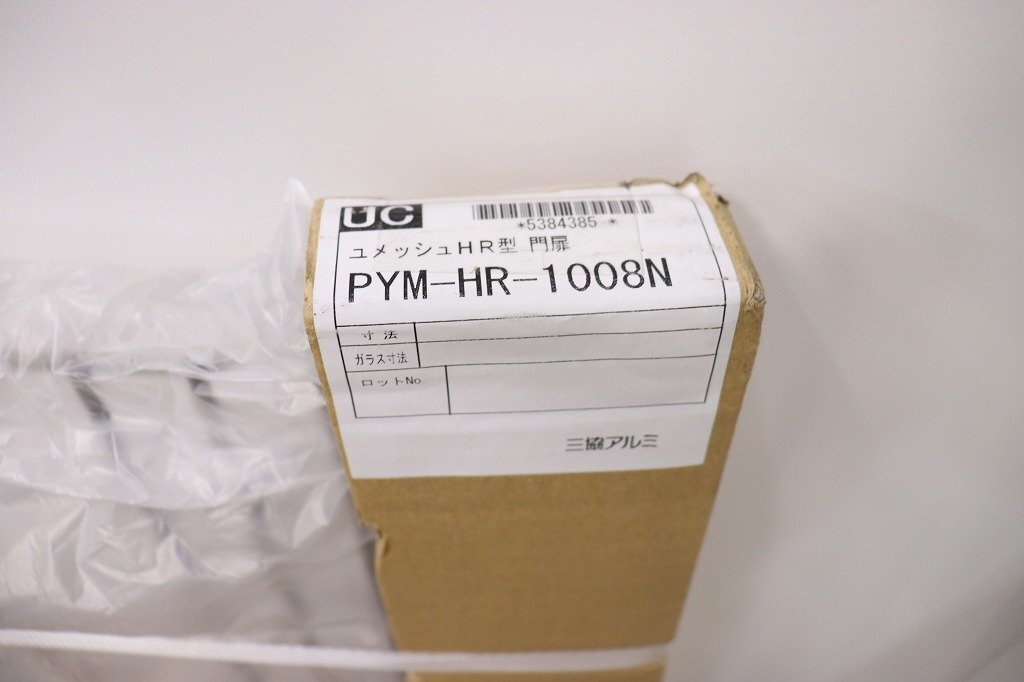 UC
*5384385 *
ユメッシュHR型 門扉
PYM-HR-1008N
寸法
ガラス寸法
ロットNo.
三協アルミ